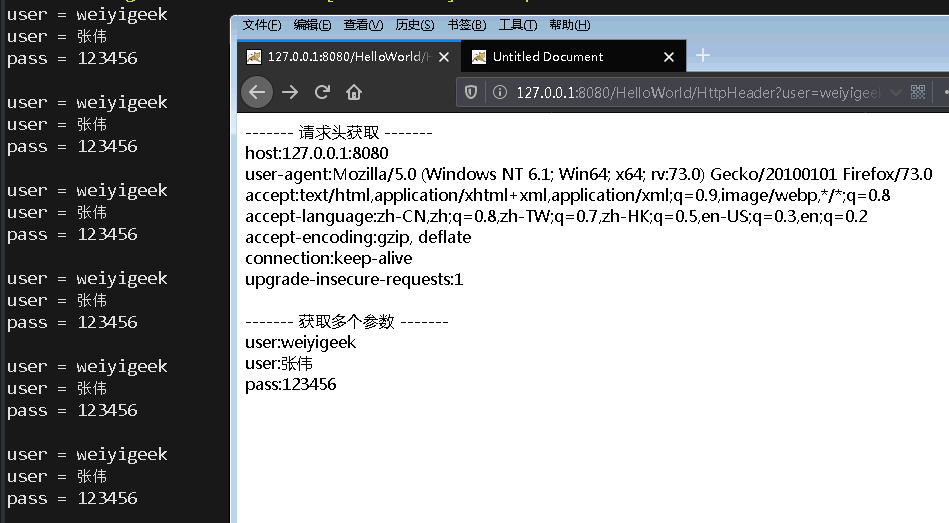 user = weiyigeek
user = 张伟
pass = 123456
user = weiyigeek
user = 张伟
pass = 123456
user = weiyigeek
user = 张伟
pass = 123456
user = weiyigeek
user = 张伟
pass = 123456
user = weiyigeek
user = 张伟
pass = 123456
user = weiyigeek
user = 张伟
pass = 123456
文件(F) 编辑(E) 查看(V) 历史(S) 书签(B) 工具(T) 帮助(H)
127.0.0.1:8080/HelloWorld/H
Untitled Document
127.0.0.1:8080/HelloWorld/HttpHeader?user=weiyigeek
------- 请求头获取 -------
host:127.0.0.1:8080
user-agent:Mozilla/5.0 (Windows NT 6.1; Win64; x64; rv:73.0) Gecko/20100101 Firefox/73.0
accept:text/html,application/xhtml+xml,application/xml;q=0.9,image/webp,*/*;q=0.8
accept-language:zh-CN,zh;q=0.8,zh-TW;q=0.7,zh-HK;q=0.5,en-US;q=0.3,en;q=0.2
accept-encoding:gzip, deflate
connection:keep-alive
upgrade-insecure-requests:1
------- 获取多个参数 -------
user:weiyigeek
user:张伟
pass:123456